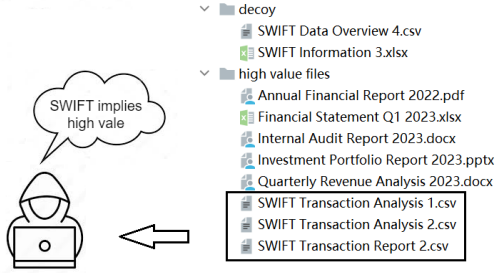 decoy
SWIFT Data Overview 4.csv
SWIFT Information 3.xlsx
high value files
Annual Financial Report 2022.pdf
Financial Statement Q1 2023.xlsx
Internal Audit Report 2023.docx
Investment Portfolio Report 2023.pptx
Quarterly Revenue Analysis 2023.docx
SWIFT Transaction Analysis 1.csv
SWIFT Transaction Analysis 2.csv
SWIFT Transaction Report 2.csv
SWIFT implies
high vale